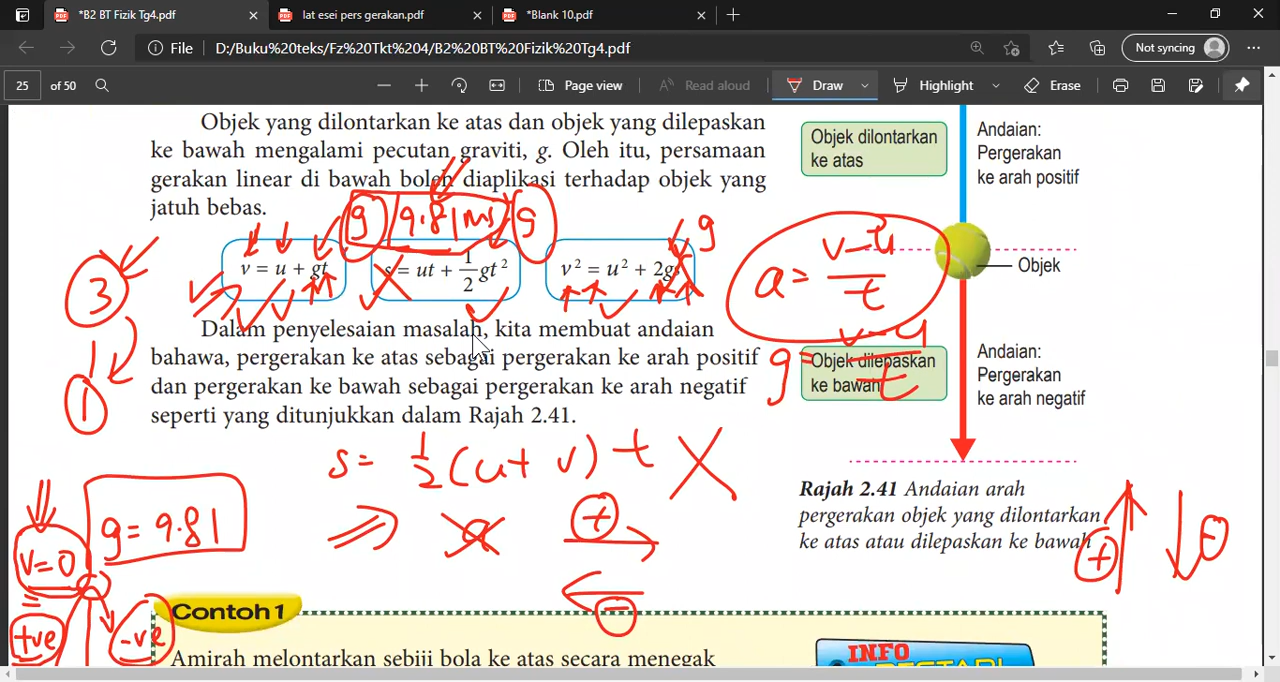 *B2 BT Fizik Tg4.pdf
lat esei pers gerakan.pdf
*Blank 10.pdf
File
D:/Buku%20teks/Fz%20Tkt%204/B2%20BT%20Fizik%20Tg4.pdf
Not syncing
25 of 50
Page view
Read aloud
Draw
Highlight
Erase
Objek yang dilontarkan ke atas dan objek yang dilepaskan
ke bawah mengalami pecutan graviti, g. Oleh itu, persamaan
gerakan linear di bawah boleh diaplikasi terhadap objek yang
jatuh bebas.
g 9.81 ms g
g
v = u + gt
s = ut + 1/2 gt²
v² = u² + 2gs
3
1
Dalam penyelesaian masalah, kita membuat andaian
bahawa, pergerakan ke atas sebagai pergerakan ke arah positif
dan pergerakan ke bawah sebagai pergerakan ke arah negatif
seperti yang ditunjukkan dalam Rajah 2.41.
s = 1/2 (u + v) t
g = 9.81
v = 0
a
+
-
+ve
-ve
Objek dilontarkan
ke atas
Andaian:
Pergerakan
ke arah positif
a = v-u/t
Objek
g = v-u/t
Objek dilepaskan
ke bawah
Andaian:
Pergerakan
ke arah negatif
Rajah 2.41 Andaian arah
pergerakan objek yang dilontarkan
ke atas atau dilepaskan ke bawah
+
-
Contoh 1
Amirah melontarkan sebiji bola ke atas secara menegak
INFO
BESTARI